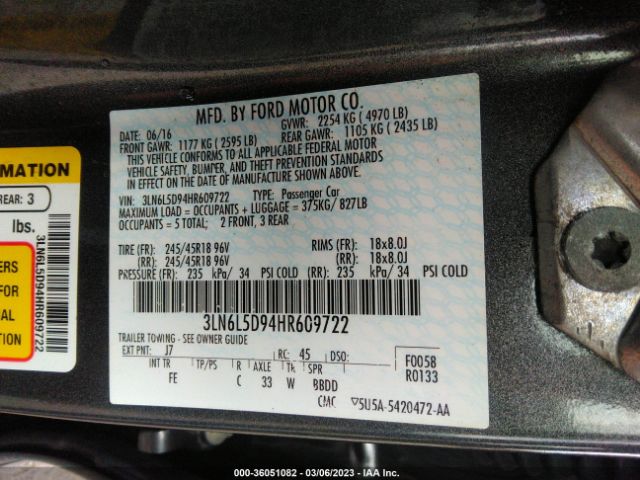 MFD. BY FORD MOTOR CO.
DATE: 06/16 GVWR: 2254 KG ( 4970 LB)
FRONT GAWR: 1177 KG ( 2595 LB) REAR GAWR: 1105 KG ( 2435 LB)
THIS VEHICLE CONFORMS TO ALL APPLICABLE FEDERAL MOTOR
VEHICLE SAFETY, BUMPER, AND THEFT PREVENTION STANDARDS
IN EFFECT ON THE DATE OF MANUFACTURE SHOWN ABOVE.
VIN: 3LN6L5D94HR609722 TYPE: Passenger Car
MAXIMUM LOAD = OCCUPANTS + LUGGAGE = 375KG/ 827LB
OCCUPANTS = 5 TOTAL; 2 FRONT, 3 REAR
TIRE (FR): 245/45R18 96V RIMS (FR): 18x8.0J
(RR): 245/45R18 96V (RR): 18x8.0J
PRESSURE (FR): 235 kPa/ 34 PSI COLD (RR): 235 kPa/ 34 PSI COLD
3LN6L5D94HR609722
TRAILER TOWING - SEE OWNER GUIDE
EXT PNT: J7 RC: 45 DSO: F005B
INT TR TP/PS R AXLE Tk SPR R0133
FE C 33 W BBDD
CMC ▽5U5A-5420472-AA
RMATION
REAR: 3
lbs.
ERS
FOR
AL
ION
3LN6L5D94HR609722
000-36051082 - 03/06/2023 - IAA Inc.